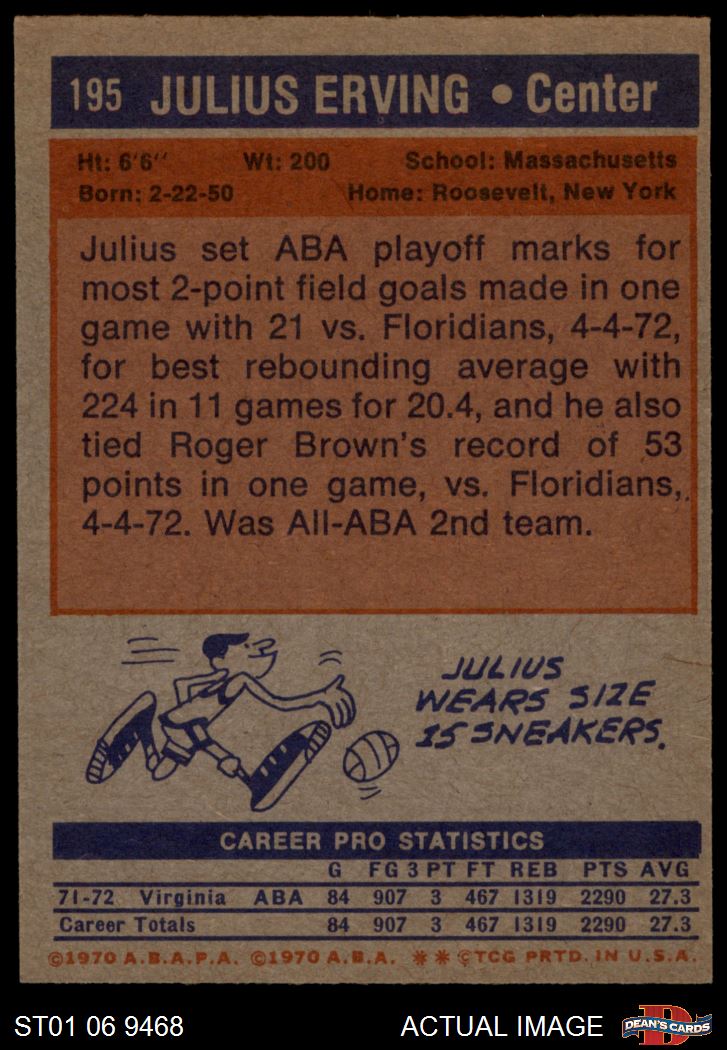 195 JULIUS ERVING • Center
Ht: 6'6" Wt: 200 School: Massachusetts
Born: 2-22-50 Home: Roosevelt, New York
Julius set ABA playoff marks for
most 2-point field goals made in one
game with 21 vs. Floridians, 4-4-72,
for best rebounding average with
224 in 11 games for 20.4, and he also
tied Roger Brown's record of 53
points in one game, vs. Floridians,
4-4-72. Was All-ABA 2nd team.
JULIUS
WEARS SIZE
15 SNEAKERS.
CAREER PRO STATISTICS
G FG 3 PT FT REB PTS AVG
71-72 Virginia ABA 84 907 3 467 1319 2290 27.3
Career Totals 84 907 3 467 1319 2290 27.3
©1970 A.B.A.P.A. ©1970 A.B.A. ** ©TCG PRTD. IN U.S.A.
ST01 06 9468 ACTUAL IMAGE D DEAN'S CARDS